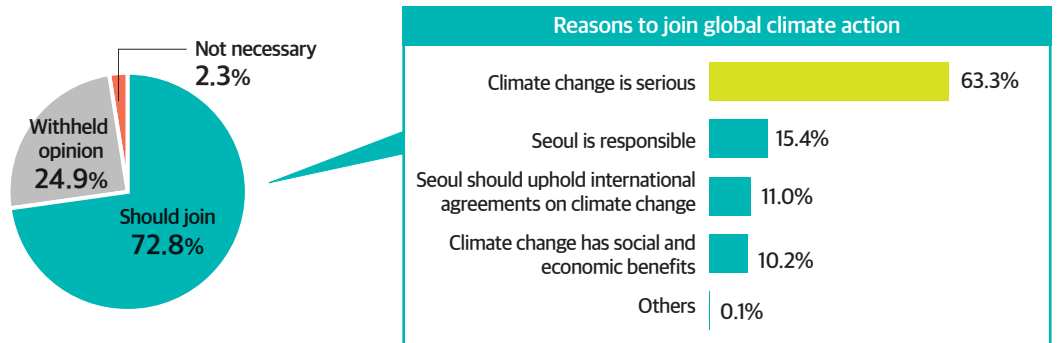 Not necessary
2.3%
Withheld
opinion
24.9%
Should join
72.8%
Reasons to join global climate action
Climate change is serious
63.3%
Seoul is responsible
15.4%
Seoul should uphold international
agreements on climate change
11.0%
Climate change has social and
economic benefits
10.2%
Others
0.1%